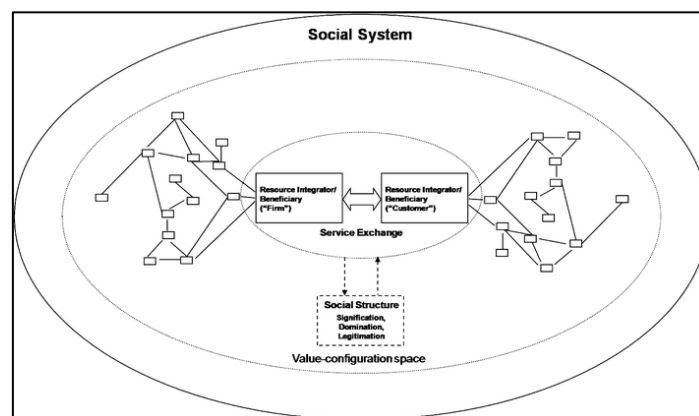 Social System
Resource Integrator/
Beneficiary
("Firm")
Resource Integrator/
Beneficiary
("Customer")
Service Exchange
Social Structure
Signification,
Domination,
Legitimation
Value-configuration space